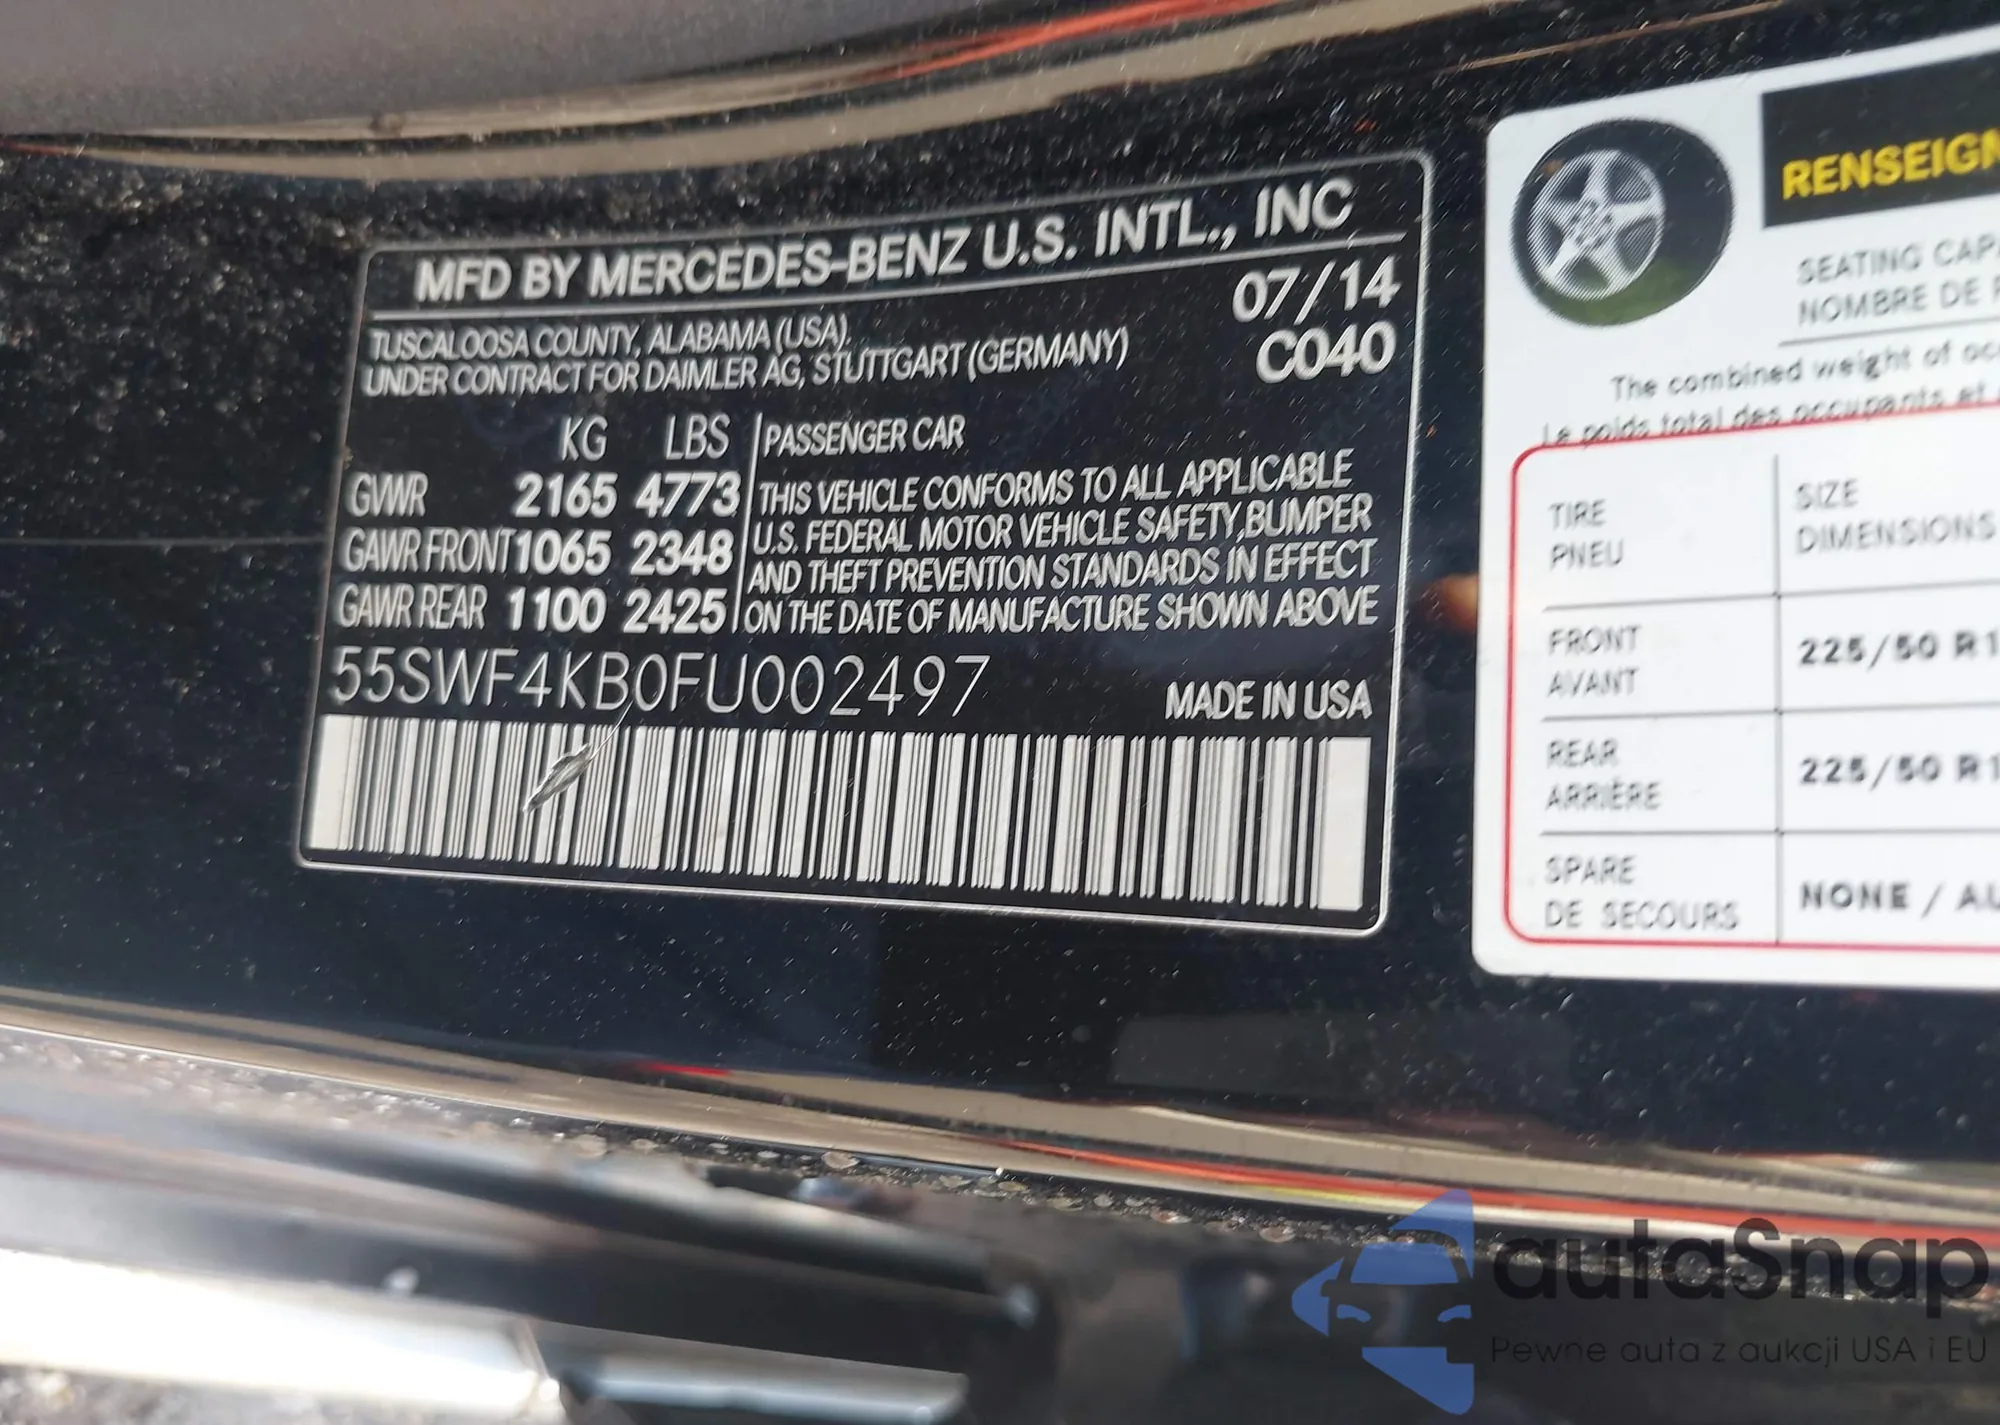 MFD BY MERCEDES-BENZ U.S. INTL., INC
TUSCALOOSA COUNTY, ALABAMA (USA).
UNDER CONTRACT FOR DAIMLER AG, STUTTGART (GERMANY)
07/14
C040
KG LBS
GVWR 2165 4773
GAWR FRONT 1065 2348
GAWR REAR 1100 2425
PASSENGER CAR
THIS VEHICLE CONFORMS TO ALL APPLICABLE
U.S. FEDERAL MOTOR VEHICLE SAFETY,BUMPER
AND THEFT PREVENTION STANDARDS IN EFFECT
ON THE DATE OF MANUFACTURE SHOWN ABOVE
55SWF4KB0FU002497
MADE IN USA
RENSEIGN
SEATING CAPA
NOMBRE DE P
The combined weight of occ
Le poids total des occupants et
TIRE
PNEU
SIZE
DIMENSIONS
FRONT
AVANT
225/50 R1
REAR
ARRIÈRE
225/50 R1
SPARE
DE SECOURS
NONE / AU
autaSnap
Pewne auta z aukcji USA i EU